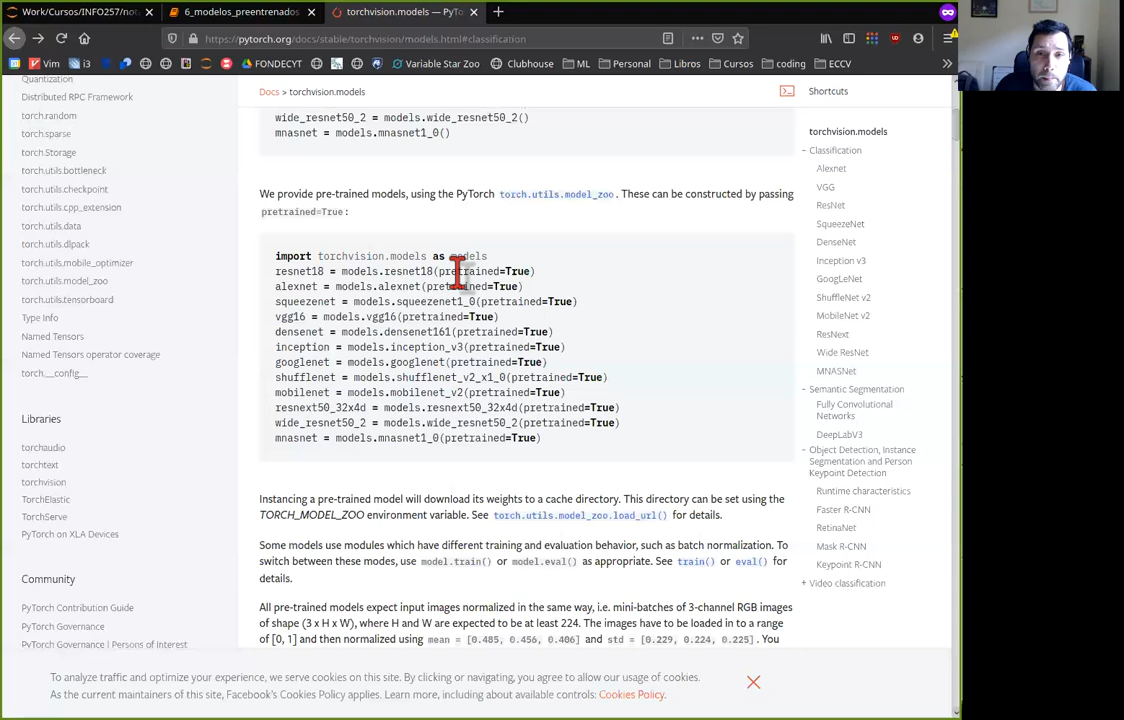 Work/Cursos/INFO257/not
6_modelos_preentrenados
torchvision.models — PyTo
https://pytorch.org/docs/stable/torchvision/models.html#classification
Vim
i3
FONDECYT
Variable Star Zoo
Clubhouse
ML
Personal
Libros
Cursos
coding
ECCV
Quantization
Distributed RPC Framework
torch.random
torch.sparse
torch.Storage
torch.utils.bottleneck
torch.utils.checkpoint
torch.utils.cpp_extension
torch.utils.data
torch.utils.dlpack
torch.utils.mobile_optimizer
torch.utils.model_zoo
torch.utils.tensorboard
Type Info
Named Tensors
Named Tensors operator coverage
torch.__config__
Libraries
torchaudio
torchtext
torchvision
TorchElastic
TorchServe
PyTorch on XLA Devices
Community
PyTorch Contribution Guide
PyTorch Governance
PyTorch Governance | Persons of Interest
Docs > torchvision.models
wide_resnet50_2 = models.wide_resnet50_2()
mnasnet = models.mnasnet1_0()
We provide pre-trained models, using the PyTorch torch.utils.model_zoo. These can be constructed by passing
pretrained=True:
import torchvision.models as models
resnet18 = models.resnet18(pretrained=True)
alexnet = models.alexnet(pretrained=True)
squeezenet = models.squeezenet1_0(pretrained=True)
vgg16 = models.vgg16(pretrained=True)
densenet = models.densenet161(pretrained=True)
inception = models.inception_v3(pretrained=True)
googlenet = models.googlenet(pretrained=True)
shufflenet = models.shufflenet_v2_x1_0(pretrained=True)
mobilenet = models.mobilenet_v2(pretrained=True)
resnext50_32x4d = models.resnext50_32x4d(pretrained=True)
wide_resnet50_2 = models.wide_resnet50_2(pretrained=True)
mnasnet = models.mnasnet1_0(pretrained=True)
Instancing a pre-trained model will download its weights to a cache directory. This directory can be set using the
TORCH_MODEL_ZOO environment variable. See torch.utils.model_zoo.load_url() for details.
Some models use modules which have different training and evaluation behavior, such as batch normalization. To
switch between these modes, use model.train() or model.eval() as appropriate. See train() or eval() for
details.
All pre-trained models expect input images normalized in the same way, i.e. mini-batches of 3-channel RGB images
of shape (3 x H x W), where H and W are expected to be at least 224. The images have to be loaded in to a range
of [0, 1] and then normalized using mean = [0.485, 0.456, 0.406] and std = [0.229, 0.224, 0.225]. You
Shortcuts
torchvision.models
− Classification
Alexnet
VGG
ResNet
SqueezeNet
DenseNet
Inception v3
GoogLeNet
ShuffleNet v2
MobileNet v2
ResNext
Wide ResNet
MNASNet
− Semantic Segmentation
Fully Convolutional
Networks
DeepLabV3
− Object Detection, Instance
Segmentation and Person
Keypoint Detection
Runtime characteristics
Faster R-CNN
RetinaNet
Mask R-CNN
Keypoint R-CNN
+ Video classification
To analyze traffic and optimize your experience, we serve cookies on this site. By clicking or navigating, you agree to allow our usage of cookies.
As the current maintainers of this site, Facebook's Cookies Policy applies. Learn more, including about available controls: Cookies Policy.